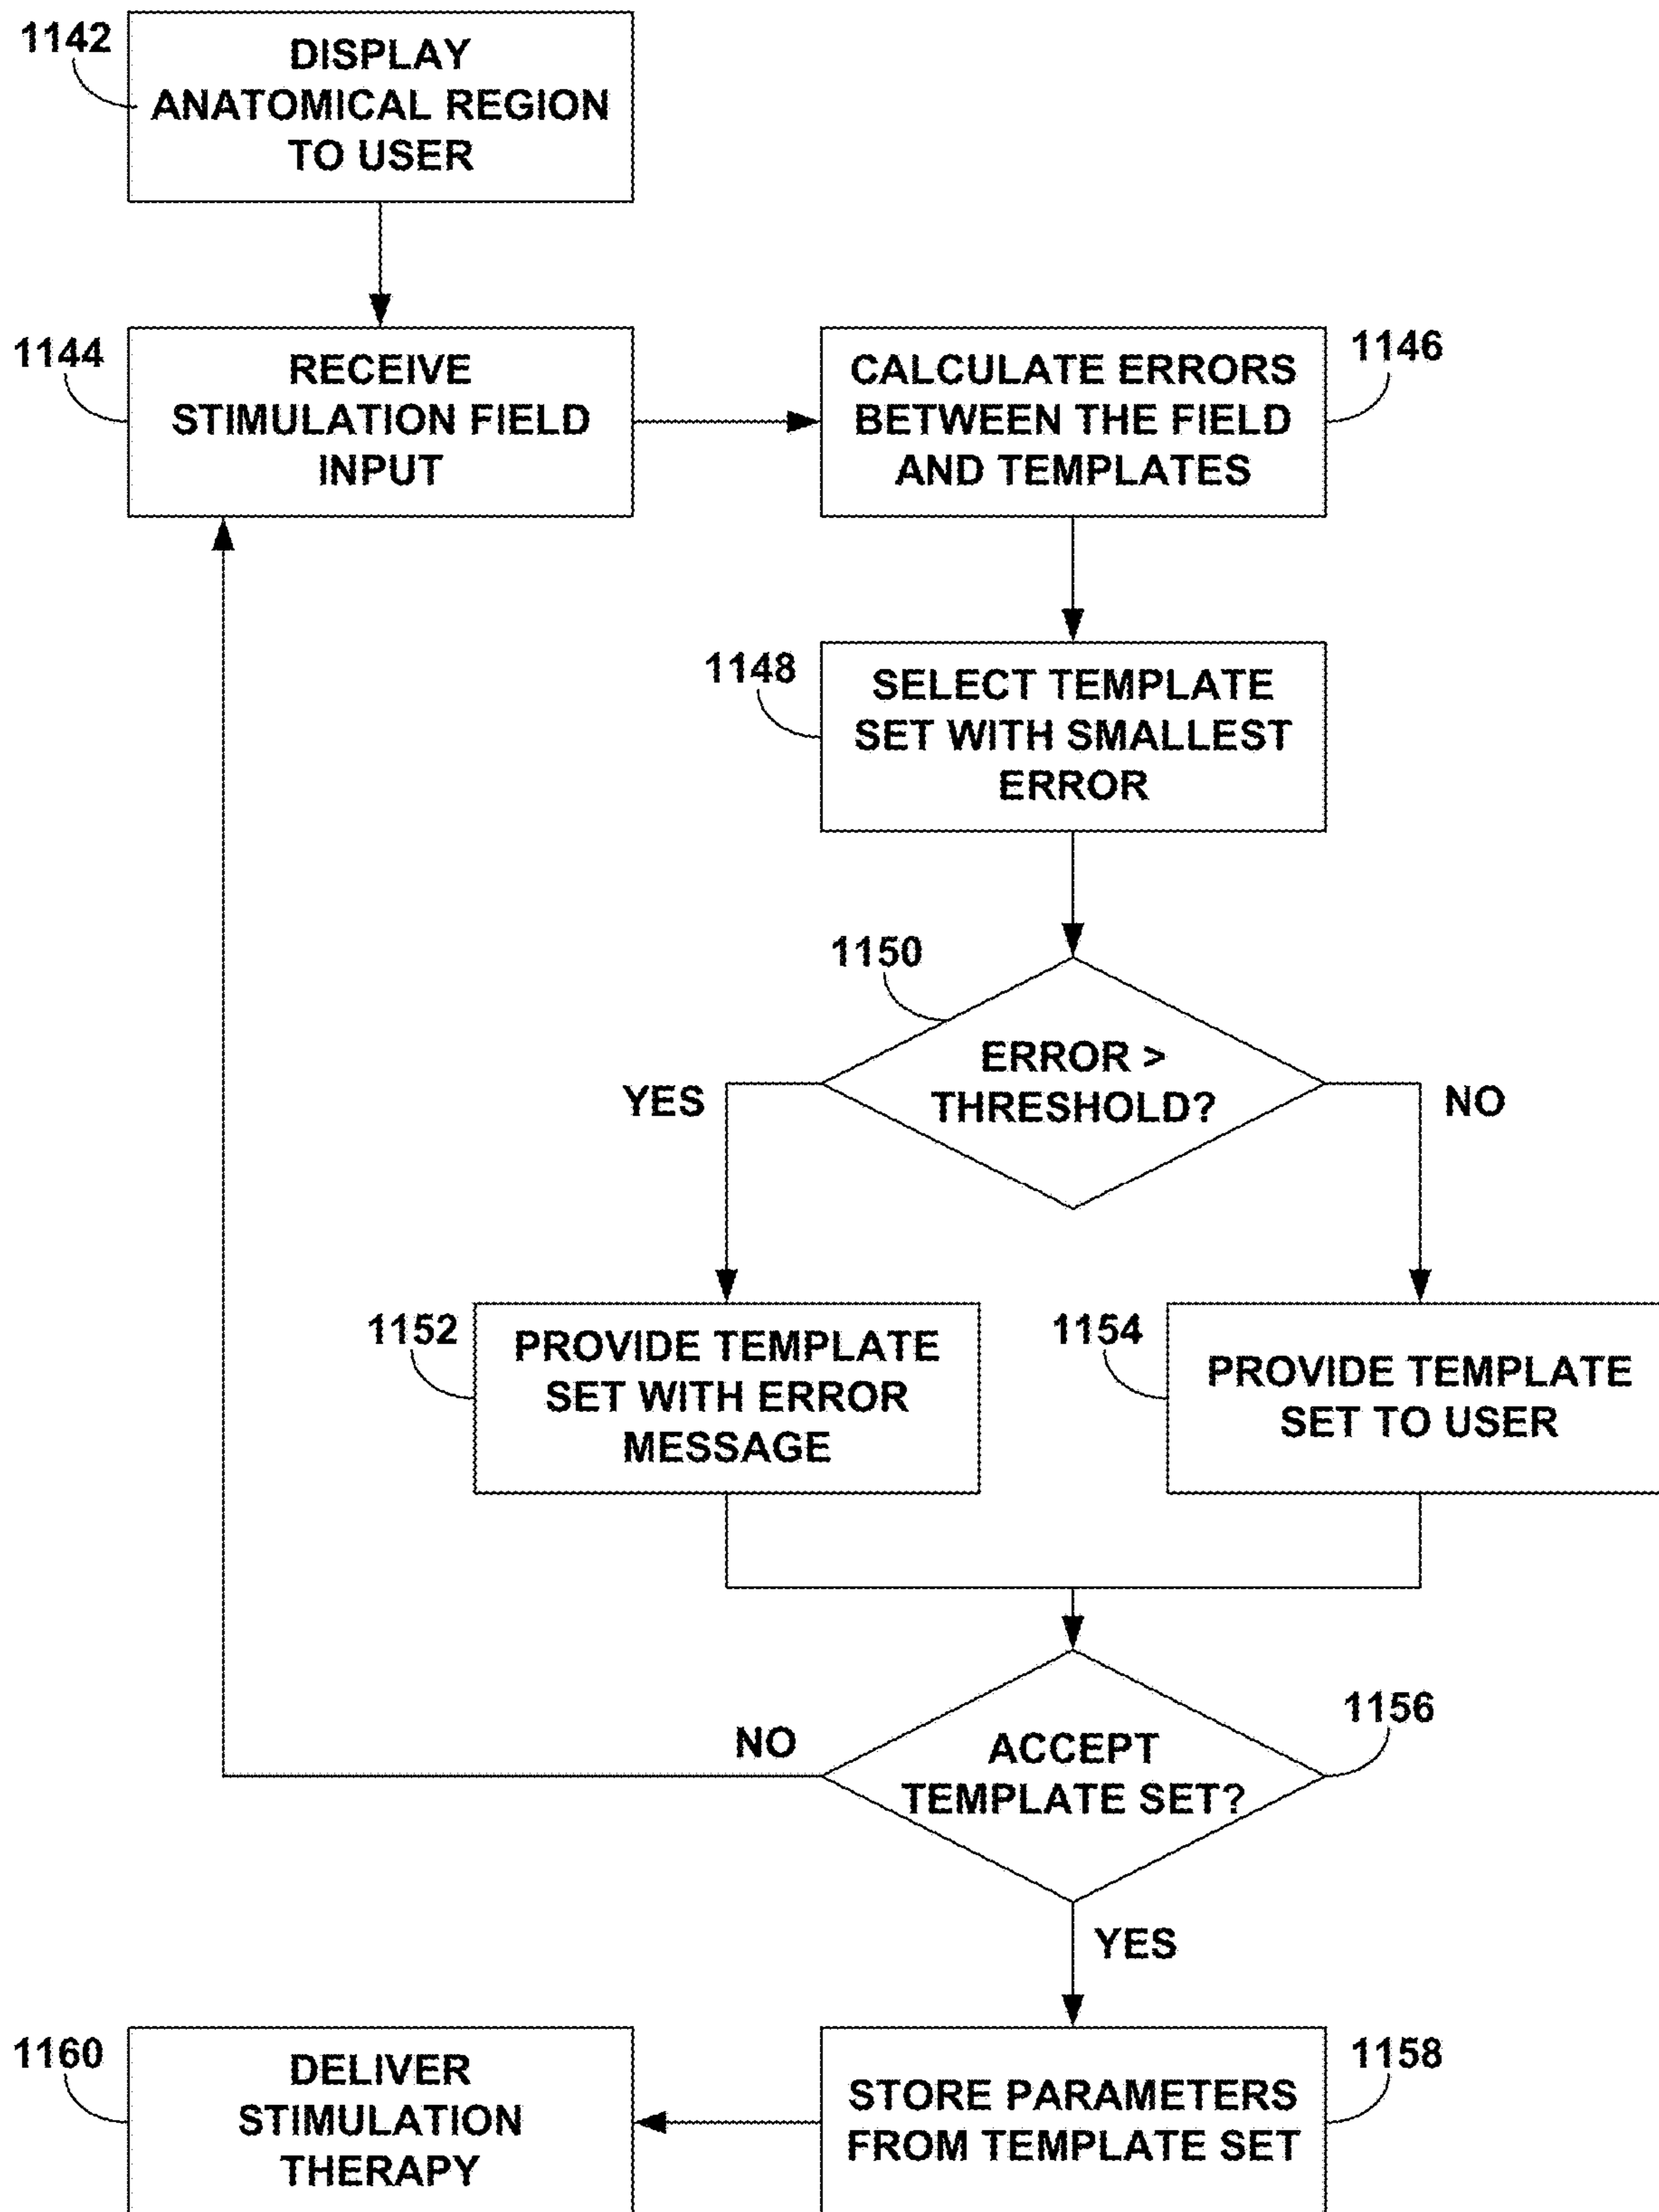 1142
DISPLAY
ANATOMICAL REGION
TO USER
1144
RECEIVE
STIMULATION FIELD
INPUT
1146
CALCULATE ERRORS
BETWEEN THE FIELD
AND TEMPLATES
1148
SELECT TEMPLATE
SET WITH SMALLEST
ERROR
1150
ERROR >
THRESHOLD?
YES
NO
1152
PROVIDE TEMPLATE
SET WITH ERROR
MESSAGE
1154
PROVIDE TEMPLATE
SET TO USER
1156
ACCEPT
TEMPLATE SET?
NO
YES
1158
STORE PARAMETERS
FROM TEMPLATE SET
1160
DELIVER
STIMULATION
THERAPY